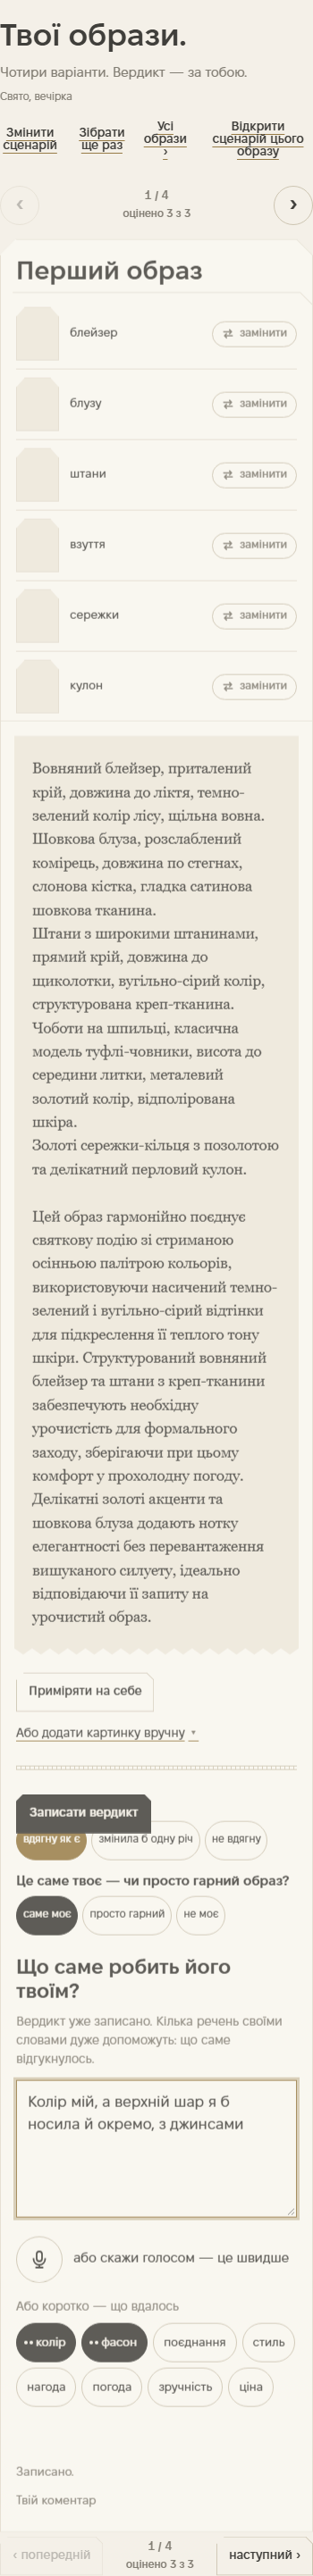 Твої образи.
Чотири варіанти. Вердикт — за тобою.
Свято, вечірка
Змінити сценарій
Зібрати ще раз
Усі образи ›
Відкрити сценарій цього образу
‹
1 / 4
оцінено 3 з 3
›
Перший образ
блейзер
⇄ замінити
блузу
⇄ замінити
штани
⇄ замінити
взуття
⇄ замінити
сережки
⇄ замінити
кулон
⇄ замінити
Вовняний блейзер, приталений
крій, довжина до ліктя, темно-
зелений колір лісу, щільна вовна.
Шовкова блуза, розслаблений
комірець, довжина по стегнах,
слонова кістка, гладка сатинова
шовкова тканина.
Штани з широкими штанинами,
прямий крій, довжина до
щиколотки, вугільно-сірий колір,
структурована креп-тканина.
Чоботи на шпильці, класична
модель туфлі-човники, висота до
середини литки, металевий
золотий колір, відполірована
шкіра.
Золоті сережки-кільця з позолотою
та делікатний перловий кулон.
Цей образ гармонійно поєднує
святкову подію зі стриманою
осінньою палітрою кольорів,
використовуючи насичений темно-
зелений і вугільно-сірий відтінки
для підкреслення її теплого тону
шкіри. Структурований вовняний
блейзер та штани з креп-тканини
забезпечують необхідну
урочистість для формального
заходу, зберігаючи при цьому
комфорт у прохолодну погоду.
Делікатні золоті акценти та
шовкова блуза додають нотку
елегантності без перевантаження
вишуканого силуету, ідеально
відповідаючи її запиту на
урочистий образ.
Приміряти на себе
Або додати картинку вручну
Записати вердикт
вдягну як є
змінила б одну річ
не вдягну
Це саме твоє — чи просто гарний образ?
саме моє
просто гарний
не моє
Що саме робить його
твоїм?
Вердикт уже записано. Кілька речень своїми
словами дуже допоможуть: що саме
відгукнулось.
Колір мій, а верхній шар я б
носила й окремо, з джинсами
або скажи голосом — це швидше
Або коротко — що вдалось
•• колір
•• фасон
поєднання
стиль
нагода
погода
зручність
ціна
Записано.
Твій коментар
‹ попередній
1 / 4
оцінено 3 з 3
наступний ›